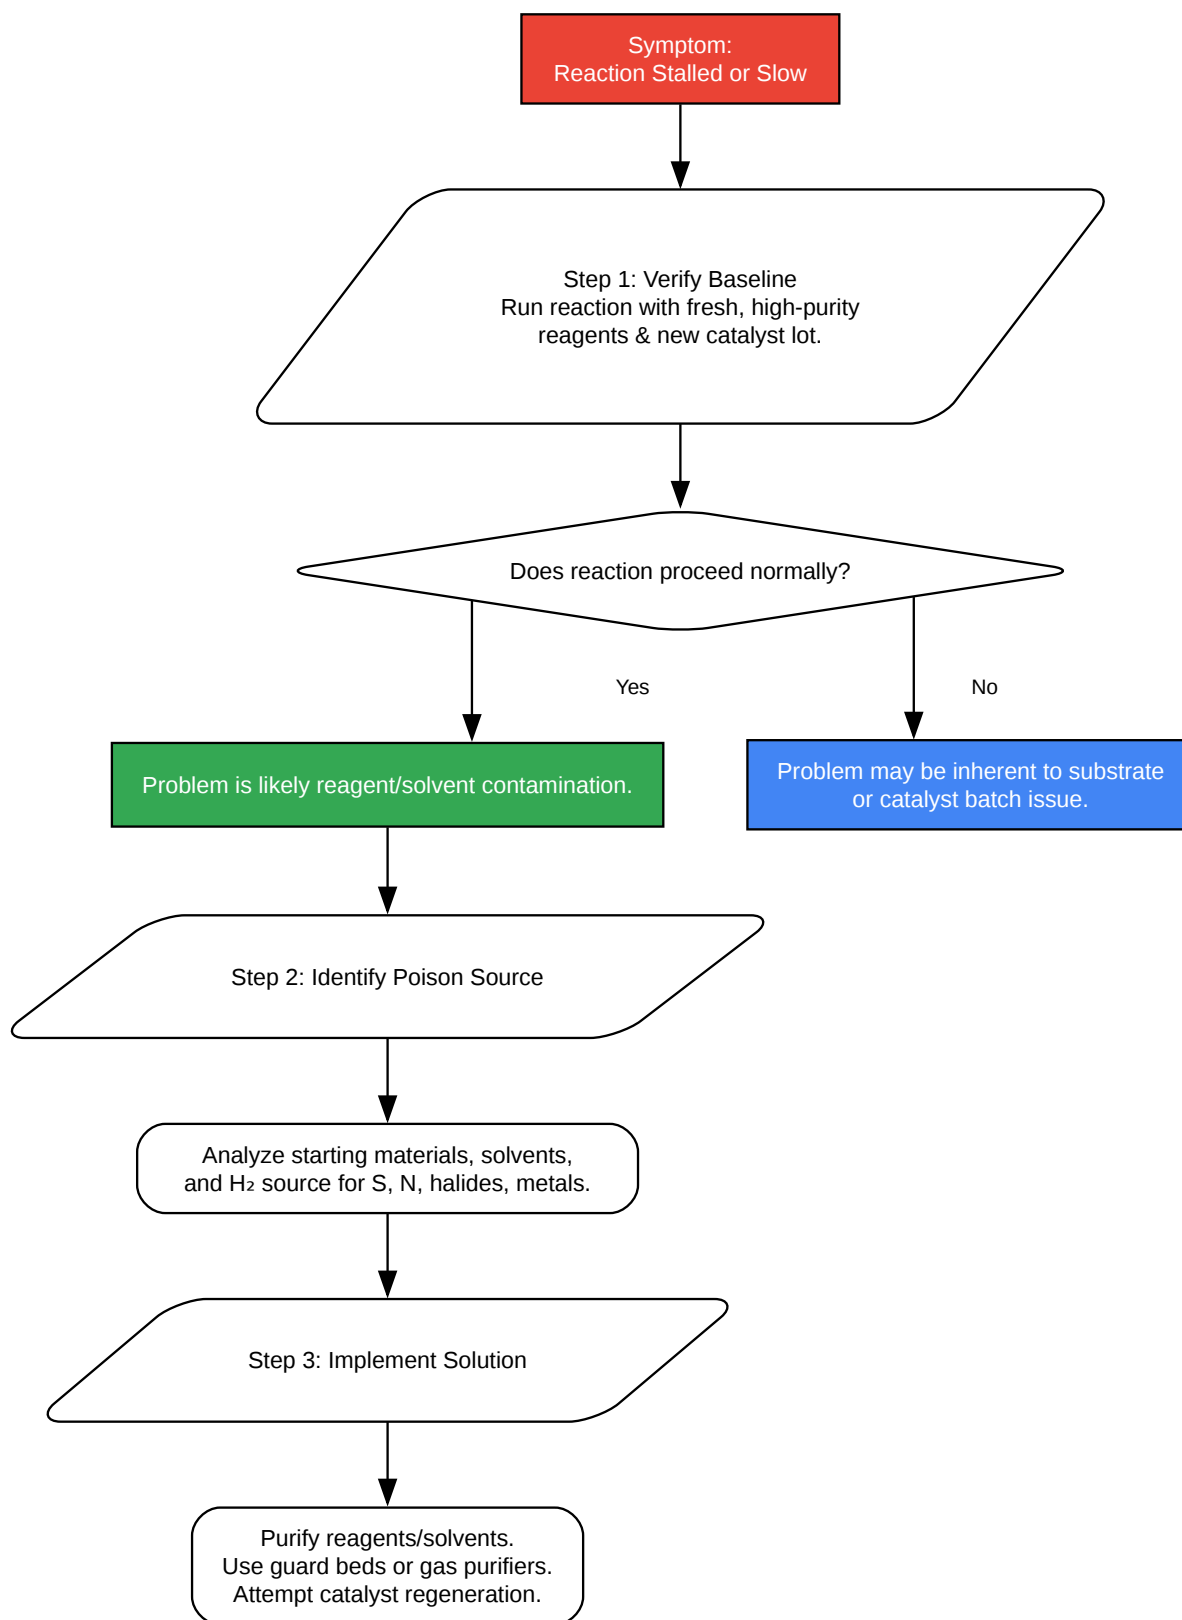 Symptom:
Reaction Stalled or Slow
Step 1: Verify Baseline
Run reaction with fresh, high-purity
reagents & new catalyst lot.
Does reaction proceed normally?
Yes
No
Problem is likely reagent/solvent contamination.
Problem may be inherent to substrate
or catalyst batch issue.
Step 2: Identify Poison Source
Analyze starting materials, solvents,
and H₂ source for S, N, halides, metals.
Step 3: Implement Solution
Purify reagents/solvents.
Use guard beds or gas purifiers.
Attempt catalyst regeneration.